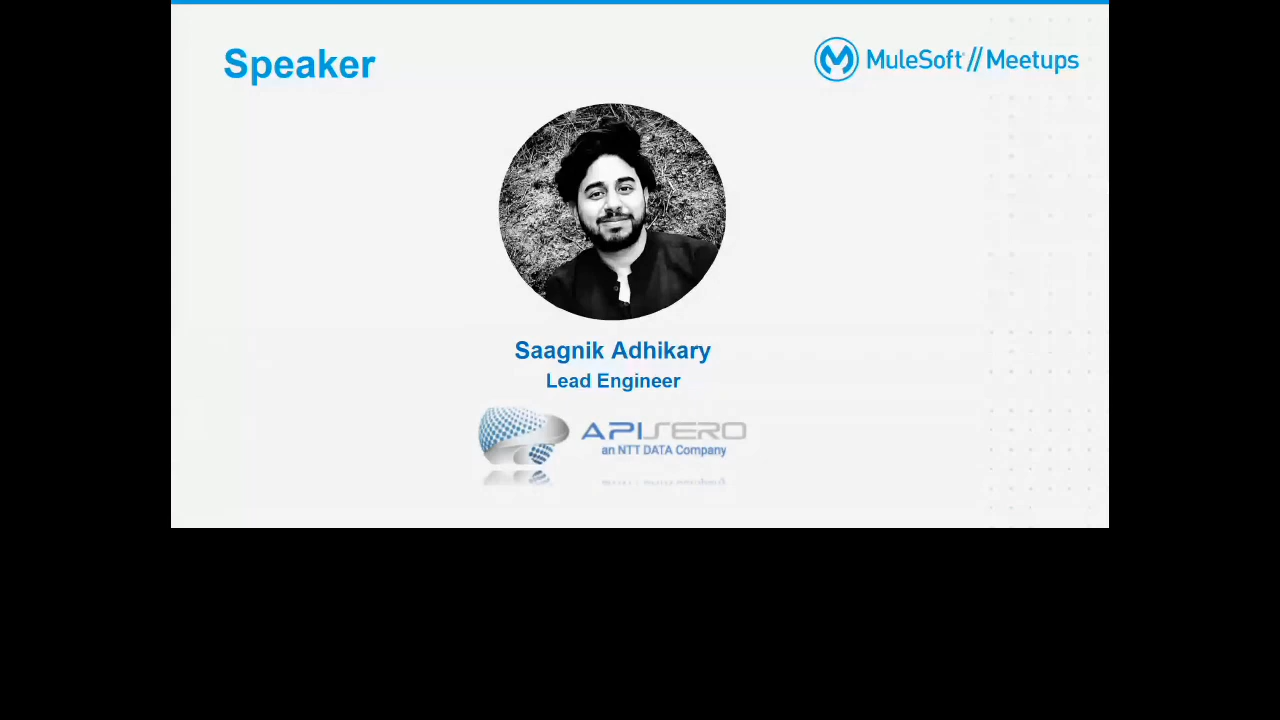 Speaker
MuleSoft // Meetups
Saagnik Adhikary
Lead Engineer
APISERO
an NTT DATA Company